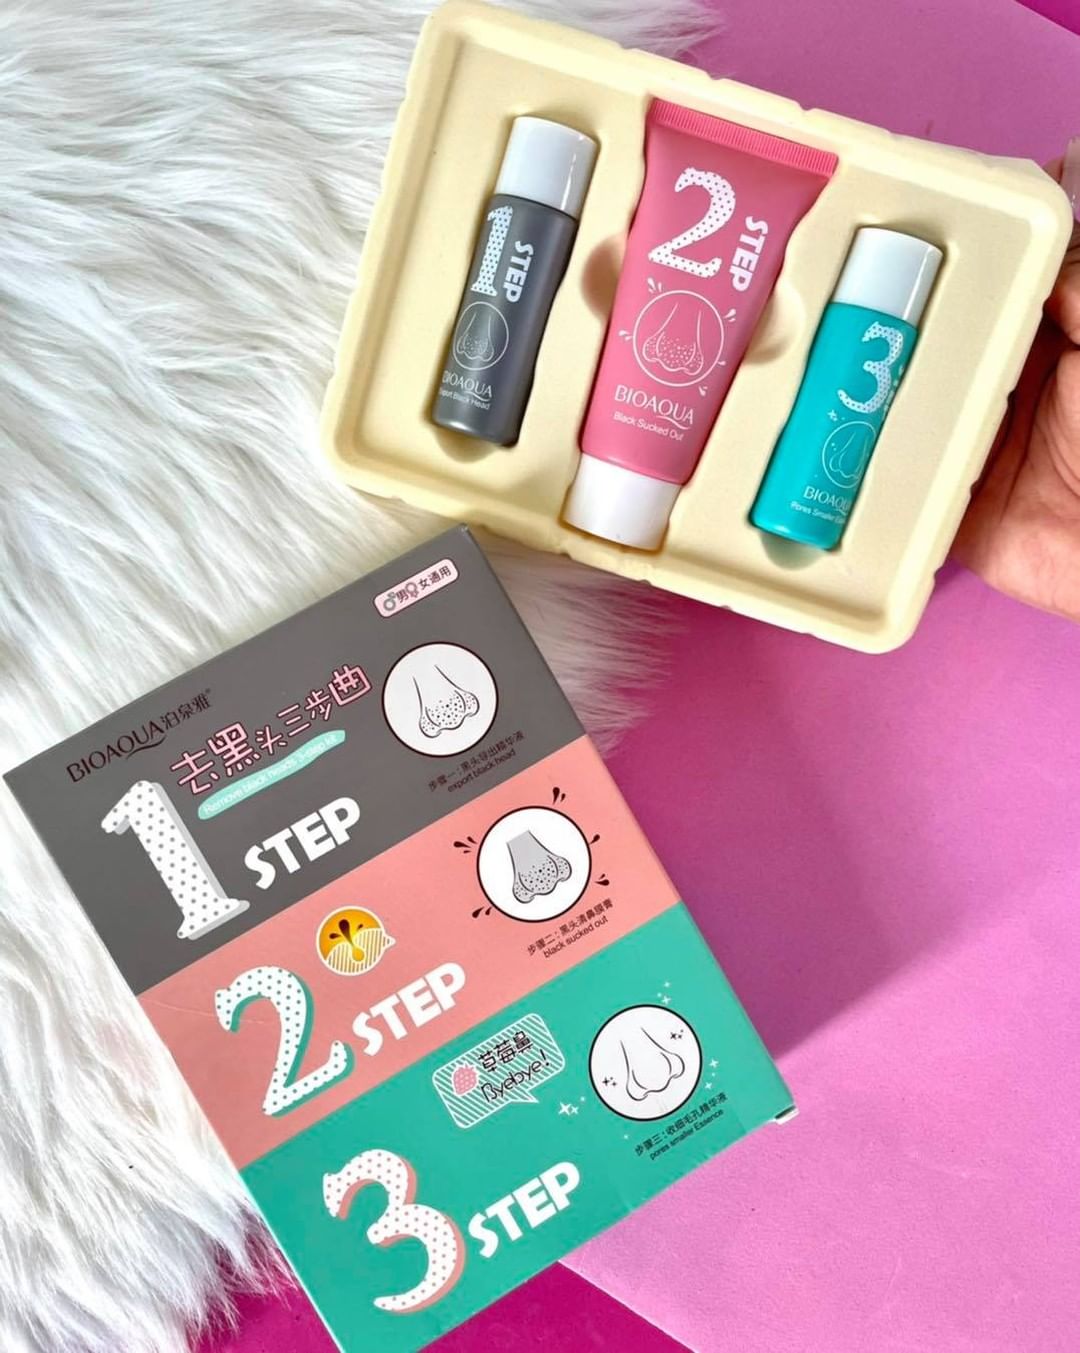 1
STEP
BIOAQUA
2
STEP
BIOAQUA
Black Sucked Out
3
BIOAQUA
Pores Smaller
男女通用
BIOAQUA泊泉雅®
去黑头三步曲
Remove black heads 3-step kit
1
STEP
步骤一:黑头导出精华液
export black head
2
STEP
步骤二:黑头清鼻膜膏
black sucked out
草莓鼻
Byebye!
3
STEP
步骤三:收细毛孔精华液
pores smaller Essence